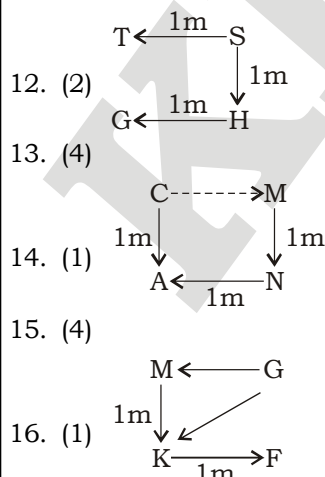 1m
T S
1m
12. (2)
1m
G H
13. (4)
C M
1m 1m
14. (1)
A N
1m
15. (4)
M G
1m
16. (1)
K F
1m